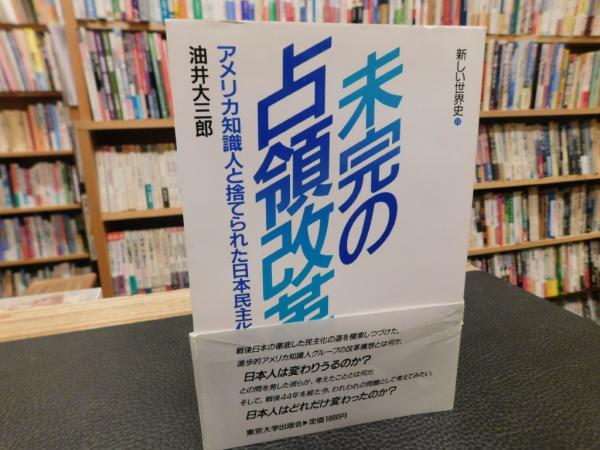 新しい世界史⑪
未完の
占領改革
アメリカ知識人と捨てられた日本民主化
油井大三郎
戦後日本の徹底した民主化の道を模索しつづけた、
進歩的アメリカ知識人グループの改革構想とは何か。
日本人は変わりうるのか?
との問を発した彼らが、考えたこととは何か。
そして、戦後44年を経た今、われわれの問題として考えてみたい。
日本人はどれだけ変わったのか?
東京大学出版会▶定価1880円